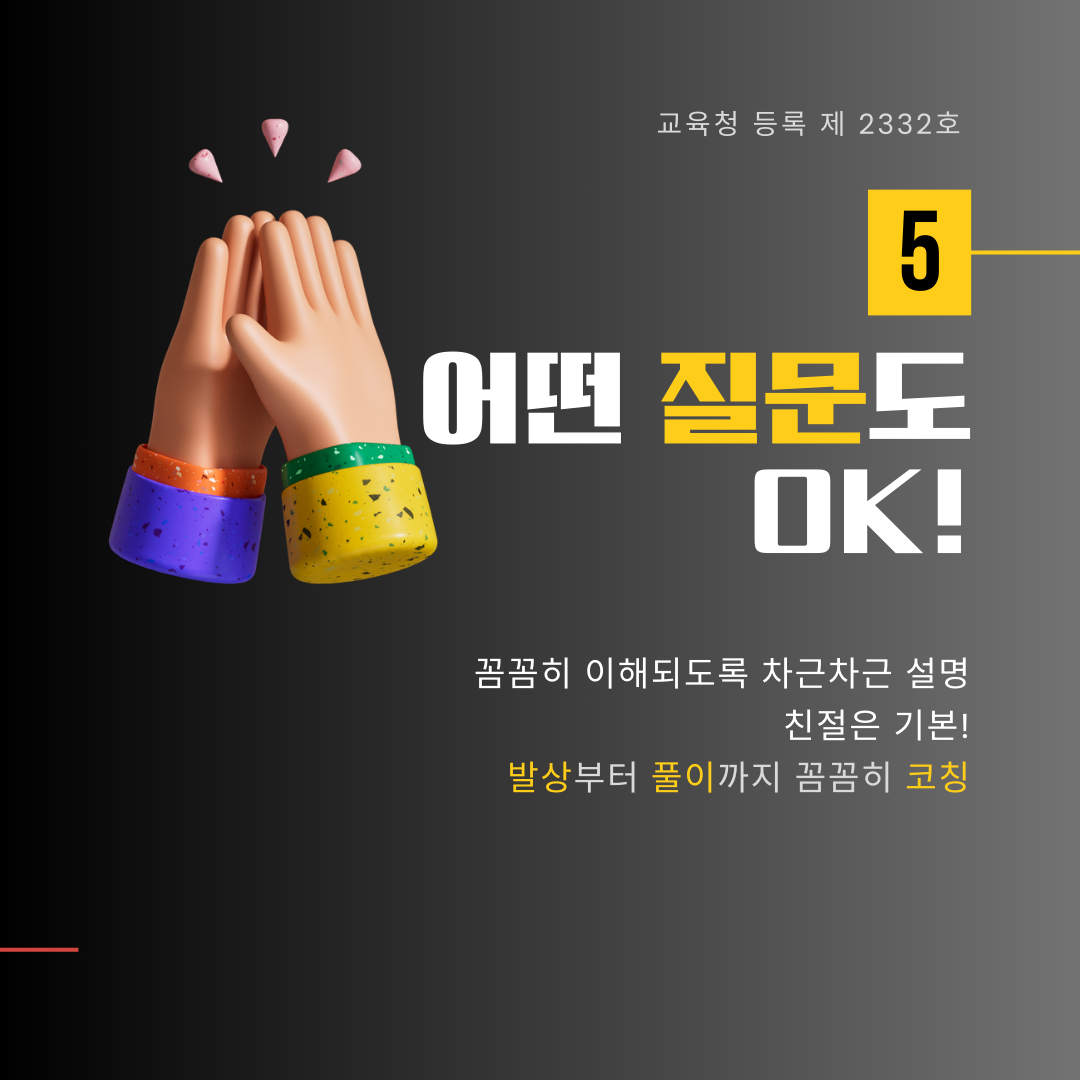 교육청 등록 제 2332호
5
어떤 질문도
OK!
꼼꼼히 이해되도록 차근차근 설명
친절은 기본!
발상부터 풀이까지 꼼꼼히 코칭